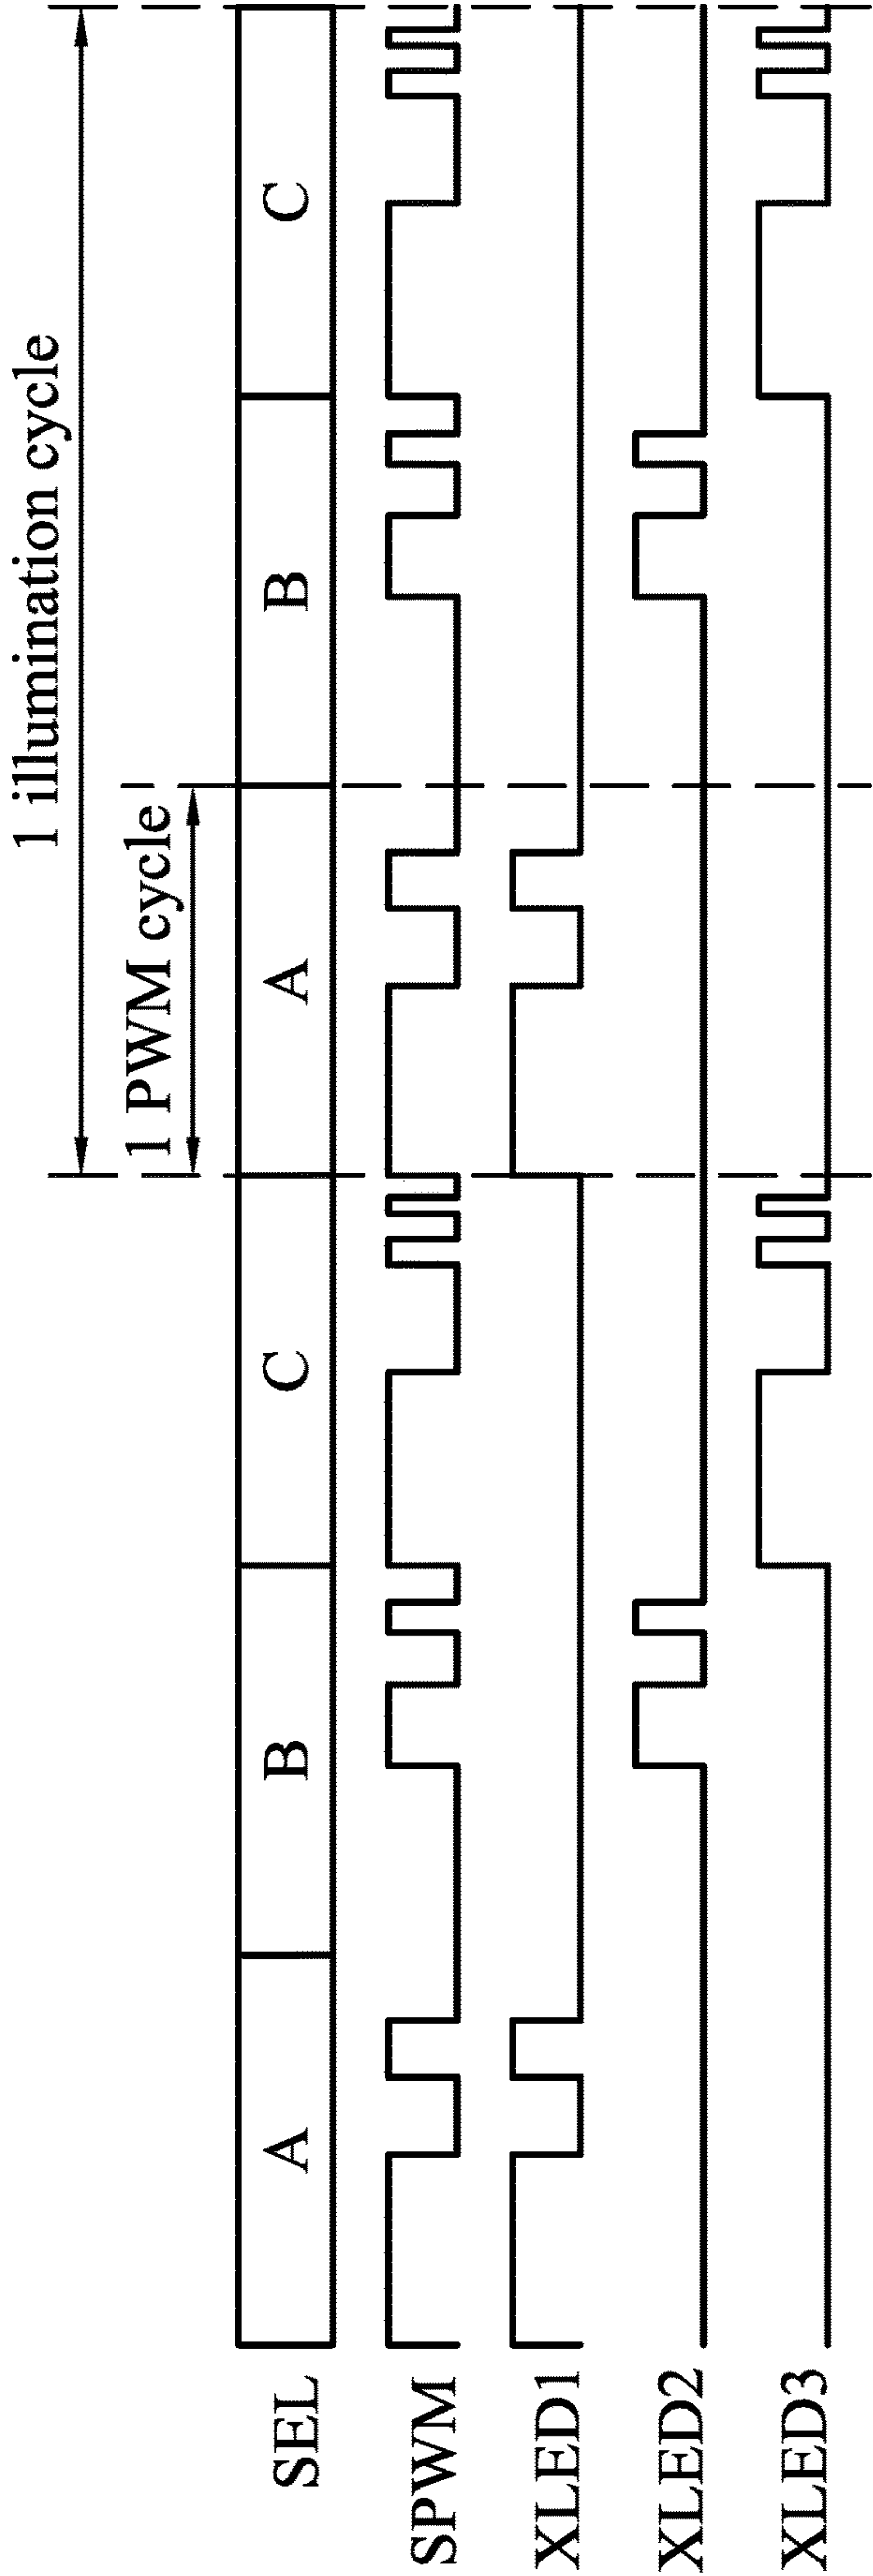 1 illumination cycle
1 PWM cycle
SEL A B C A B C
SPWM
XLED1
XLED2
XLED3